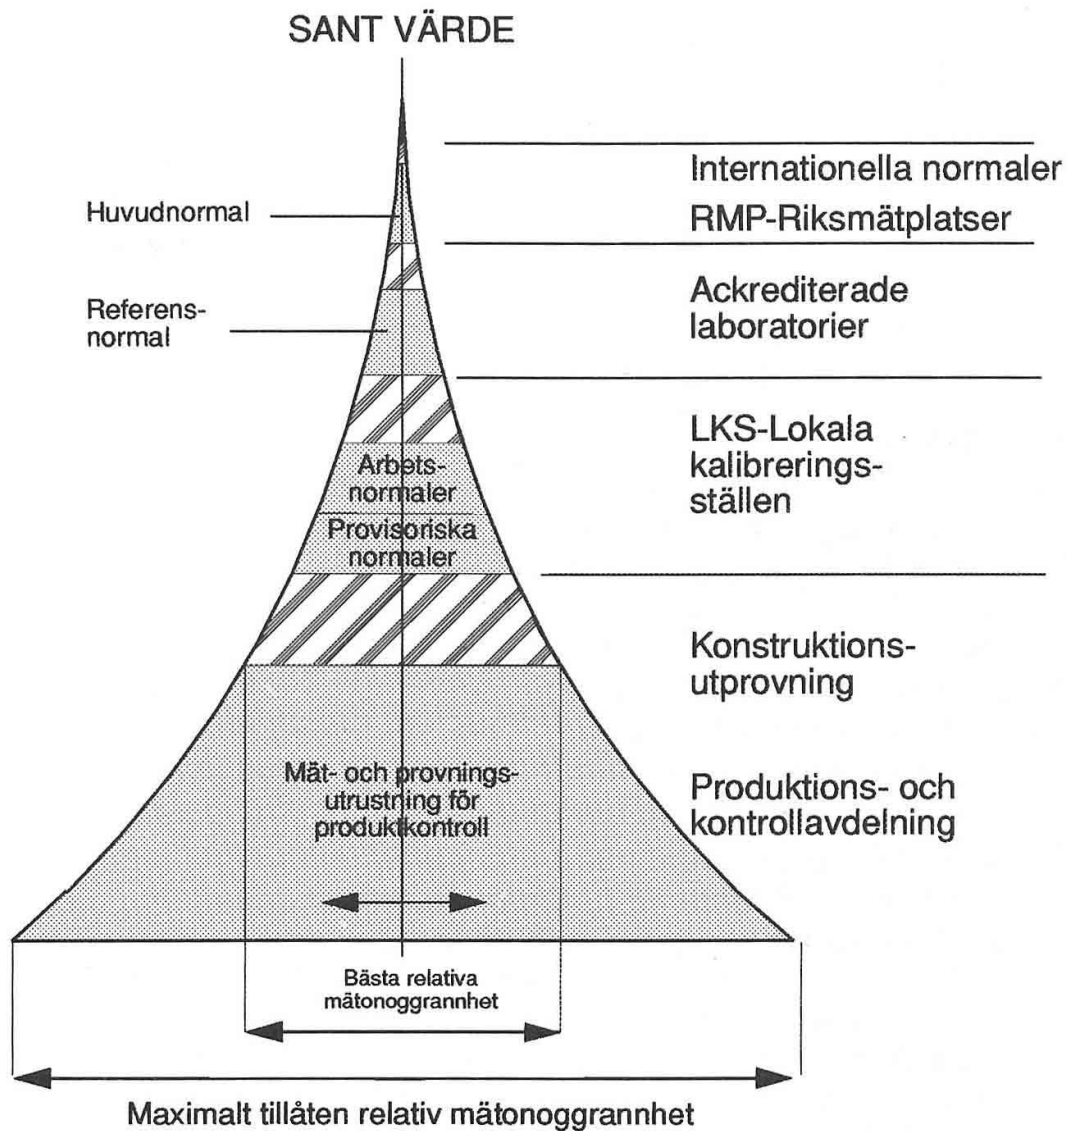 SANT VÄRDE
Internationella normaler
Huvudnormal
RMP-Riksmätplatser
Ackrediterade
laboratorier
Referens-
normal
LKS-Lokala
kalibrerings-
ställen
Arbets-
normaler
Provisoriska
normaler
Konstruktions-
utprovning
Mät- och provnings-
utrustning för
produktkontroll
Produktions- och
kontrollavdelning
Bästa relativa
mätonoggrannhet
Maximalt tillåten relativ mätonoggrannhet